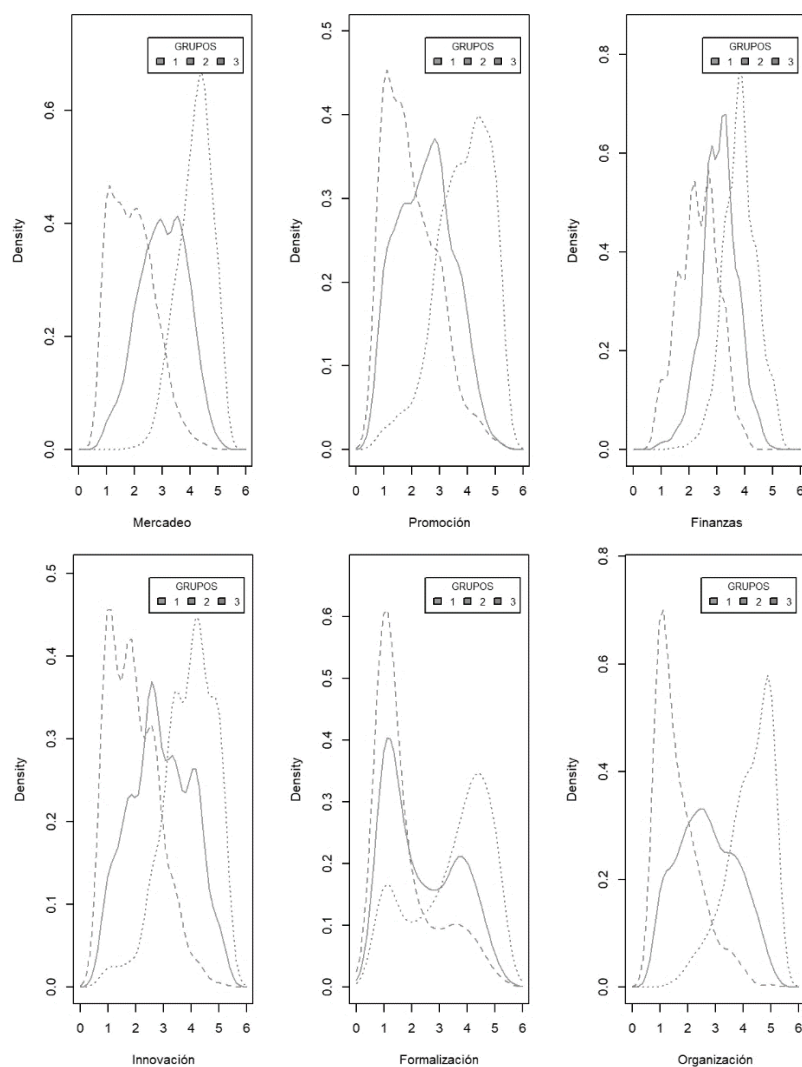 GRUPOS
1 2 3
Density
0.0 0.2 0.4 0.6
0 1 2 3 4 5 6
Mercadeo
GRUPOS
1 2 3
Density
0.0 0.1 0.2 0.3 0.4 0.5
0 1 2 3 4 5 6
Promoción
GRUPOS
1 2 3
Density
0.0 0.2 0.4 0.6 0.8
0 1 2 3 4 5 6
Finanzas
GRUPOS
1 2 3
Density
0.0 0.1 0.2 0.3 0.4 0.5
0 1 2 3 4 5 6
Innovación
GRUPOS
1 2 3
Density
0.0 0.1 0.2 0.3 0.4 0.5 0.6
0 1 2 3 4 5 6
Formalización
GRUPOS
1 2 3
Density
0.0 0.2 0.4 0.6 0.8
0 1 2 3 4 5 6
Organización